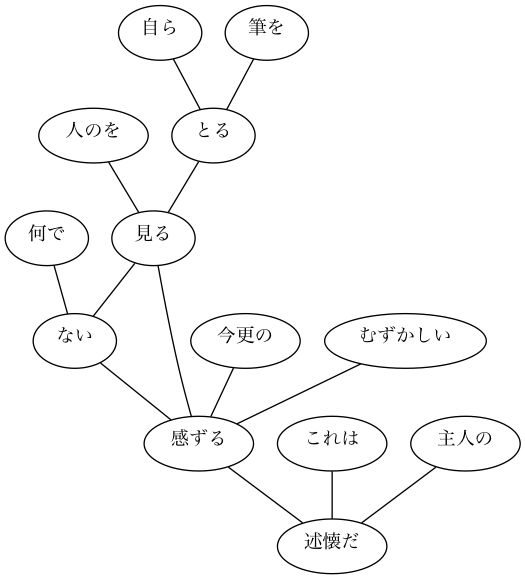 自ら
筆を
人のを
とる
何で
見る
ない
今更の
むずかしい
感ずる
これは
主人の
述懐だ